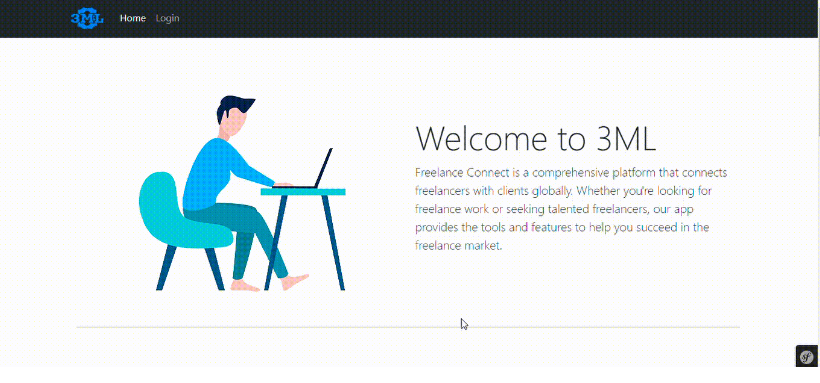 3ML Home Login
Welcome to 3ML
Freelance Connect is a comprehensive platform that connects
freelancers with clients globally. Whether you're looking for
freelance work or seeking talented freelancers, our app
provides the tools and features to help you succeed in the
freelance market.
sf